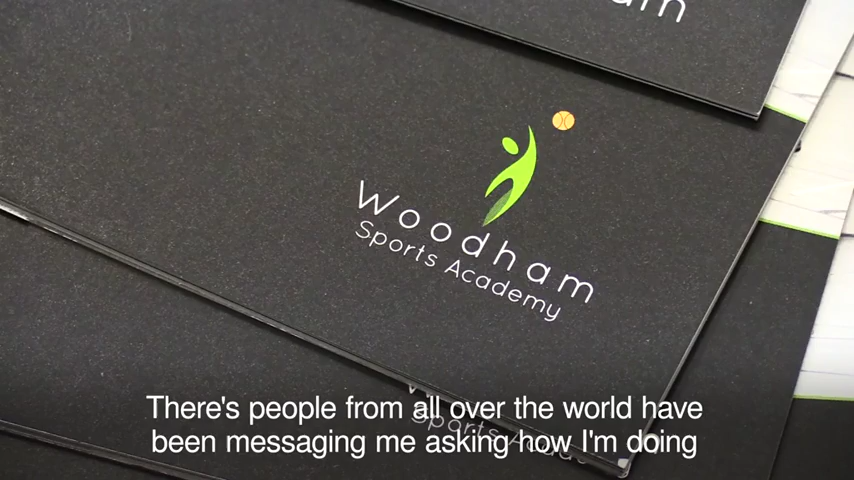 Woodham
Sports Academy
There's people from all over the world have
been messaging me asking how I'm doing